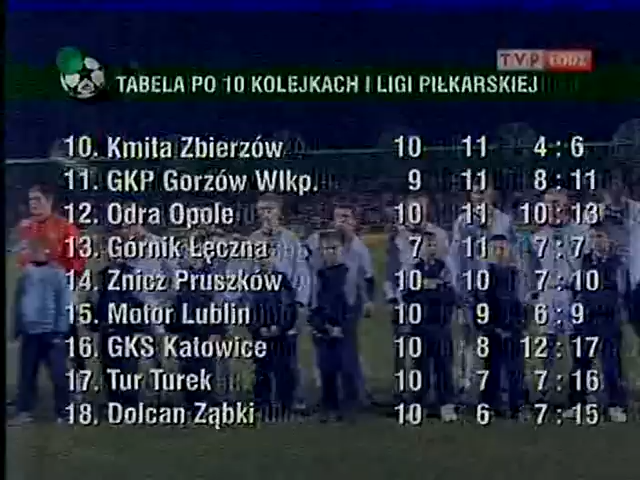 TVP ŁÓDŹ
TABELA PO 10 KOLEJKACH I LIGI PIŁKARSKIEJ
10. Kmita Zbierzów 10 11 4 : 6
11. GKP Gorzów Wlkp. 9 11 8 : 11
12. Odra Opole 10 11 10 : 13
13. Górnik Łęczna 7 11 7 : 7
14. Znicz Pruszków 10 10 7 : 10
15. Motor Lublin 10 9 6 : 9
16. GKS Katowice 10 8 12 : 17
17. Tur Turek 10 7 7 : 16
18. Dolcan Ząbki 10 6 7 : 15